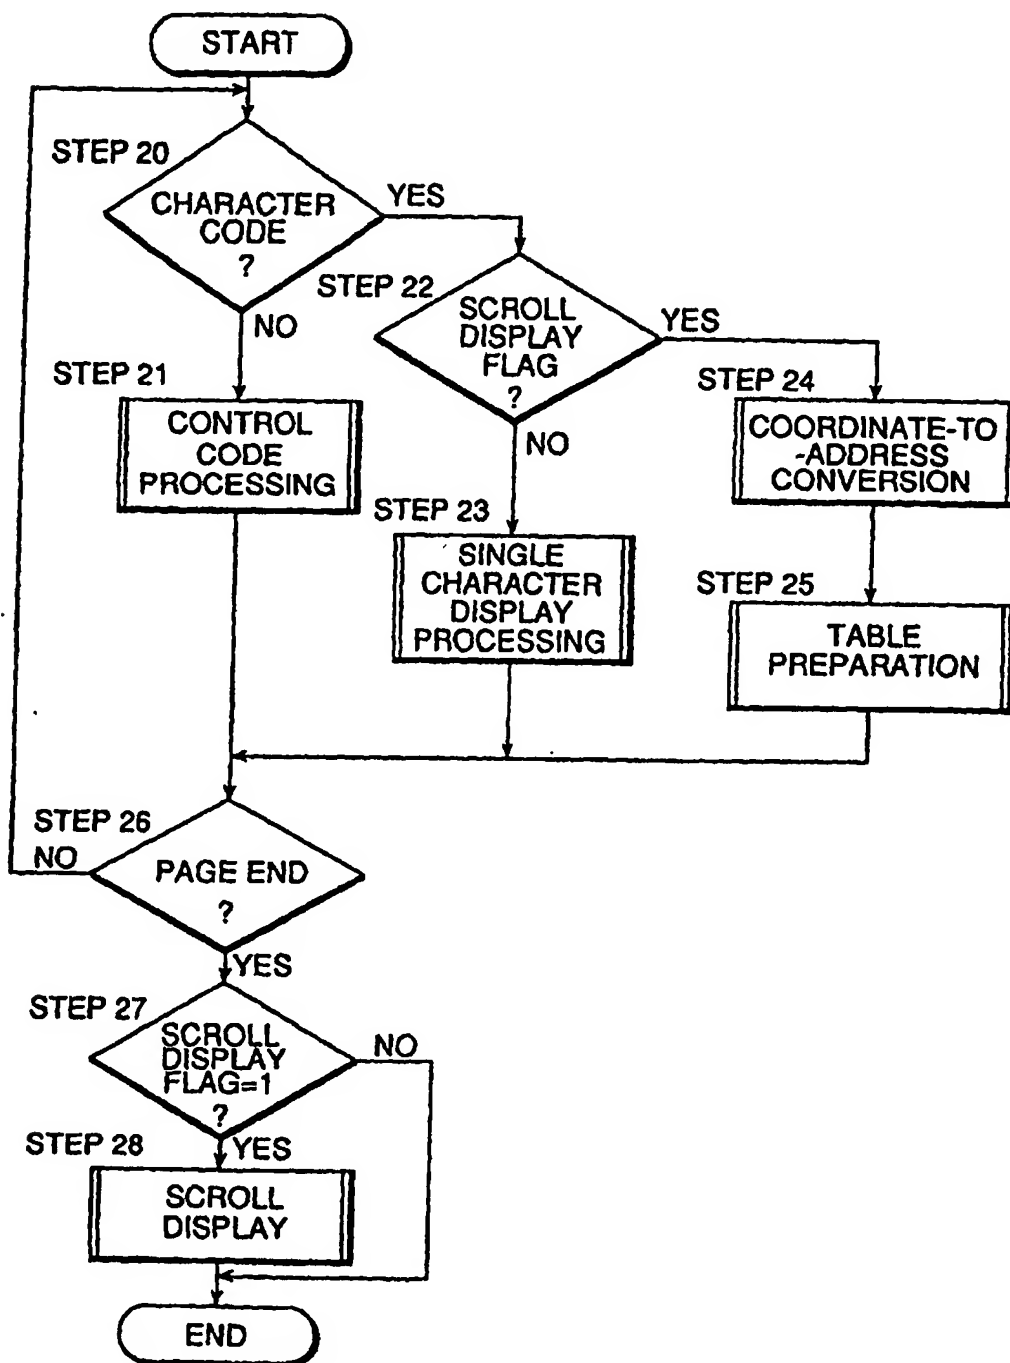 START
STEP 20
CHARACTER
CODE
?
YES
NO
STEP 22
SCROLL
DISPLAY
FLAG
?
YES
NO
STEP 21
CONTROL
CODE
PROCESSING
STEP 24
COORDINATE-TO
-ADDRESS
CONVERSION
STEP 23
SINGLE
CHARACTER
DISPLAY
PROCESSING
STEP 25
TABLE
PREPARATION
STEP 26
NO
PAGE END
?
YES
STEP 27
SCROLL
DISPLAY
FLAG=1
?
NO
YES
STEP 28
SCROLL
DISPLAY
END